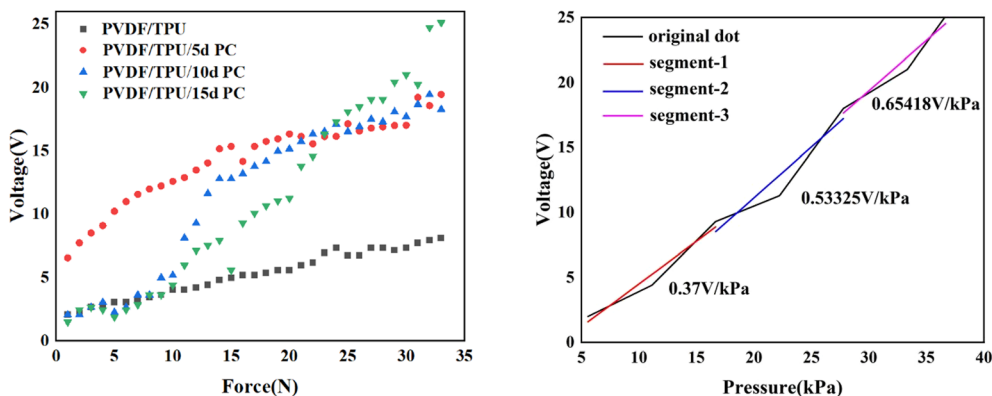 25
20
15
10
5
0
Voltage(V)
PVDF/TPU
PVDF/TPU/5d PC
PVDF/TPU/10d PC
PVDF/TPU/15d PC
0 5 10 15 20 25 30 35
Force(N)
25
20
15
10
5
0
Voltage(V)
original dot
segment-1
segment-2
segment-3
0.65418V/kPa
0.53325V/kPa
0.37V/kPa
5 10 15 20 25 30 35 40
Pressure(kPa)